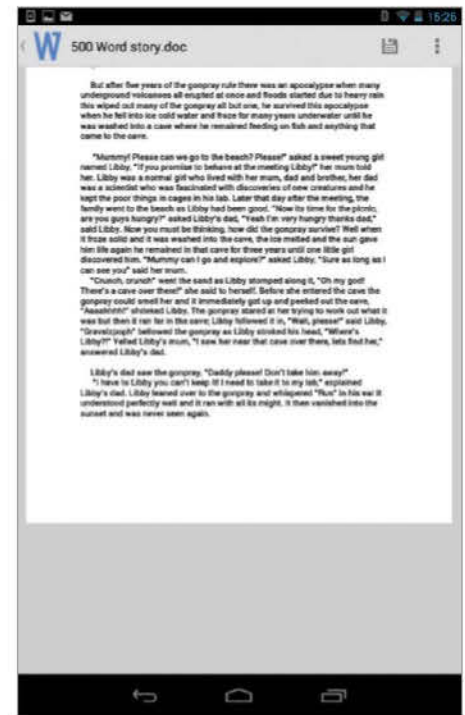 15:26
500 Word story.doc
But after five years of the gonpray rule there was an apocalypse when many
underground volcanoes all erupted at once and floods started due to heavy rain
this wiped out many of the gonpray all but one, he survived this apocalypse
when he fell into ice cold water and froze for many years underwater until he
was washed into a cave where he remained feeding on fish and anything that
came to the cave.
"Mummy! Please can we go to the beach? Please!" asked a sweet young girl
named Libby, "If you promise to behave at the meeting Libby!" her mum told
her. Libby was a normal girl who lived with her mum, dad and brother, her dad
was a scientist who was fascinated with discoveries of new creatures and he
kept the poor things in cages in his lab. Later that day after the meeting, the
family went to the beach as Libby had been good. "Now its time for the picnic,
are you guys hungry?" asked Libby's dad, "Yeah I'm very hungry thanks dad,"
said Libby. Now you must be thinking, how did the gonpray survive? Well when
it froze solid and it was washed into the cave, the ice melted and the sun gave
him life again he remained in that cave for three years until one little girl
discovered him. "Mummy can I go and explore?" asked Libby, "Sure as long as I
can see you" said her mum.
"Crunch, crunch" went the sand as Libby stomped along it, "Oh my god!
There's a cave over there!" she said to herself. Before she entered the cave the
gonpray could smell her and it immediately got up and peeked out the cave,
"Aaaahhhh!" shrieked Libby. The gonpray stared at her trying to work out what it
was but then it ran far in the cave; Libby followed it in, "Wait, please!" said Libby,
bellowed the gonpray as Libby stroked his head, "Where's
Libby?!" Yelled Libby's mum, "I saw her near that cave over there, lets find her,"
answered Libby's dad.
Libby's dad saw the gonpray, "Daddy please! Don't take him away!"
"I have to Libby you can't keep it! I need to take it to my lab," explained
Libby's dad. Libby leaned over to the gonpray and whispered "Run" in his ear it
understood perfectly well and it ran with all its might. It then vanished into the
sunset and was never seen again.